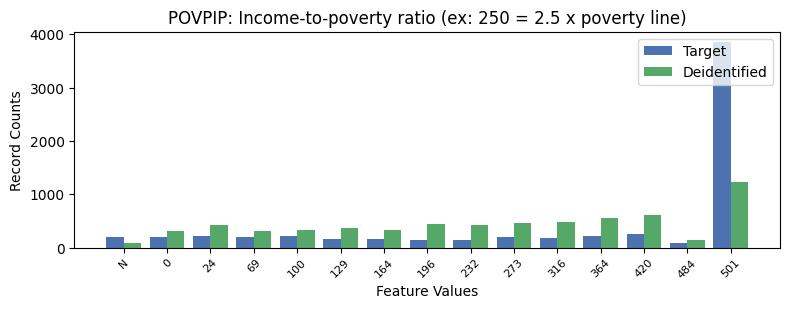 POVPIP: Income-to-poverty ratio (ex: 250 = 2.5 x poverty line)
Target
Deidentified
Record Counts
4000
3000
2000
1000
0
N 0 24 69 100 129 164 196 232 273 316 364 420 484 501
Feature Values